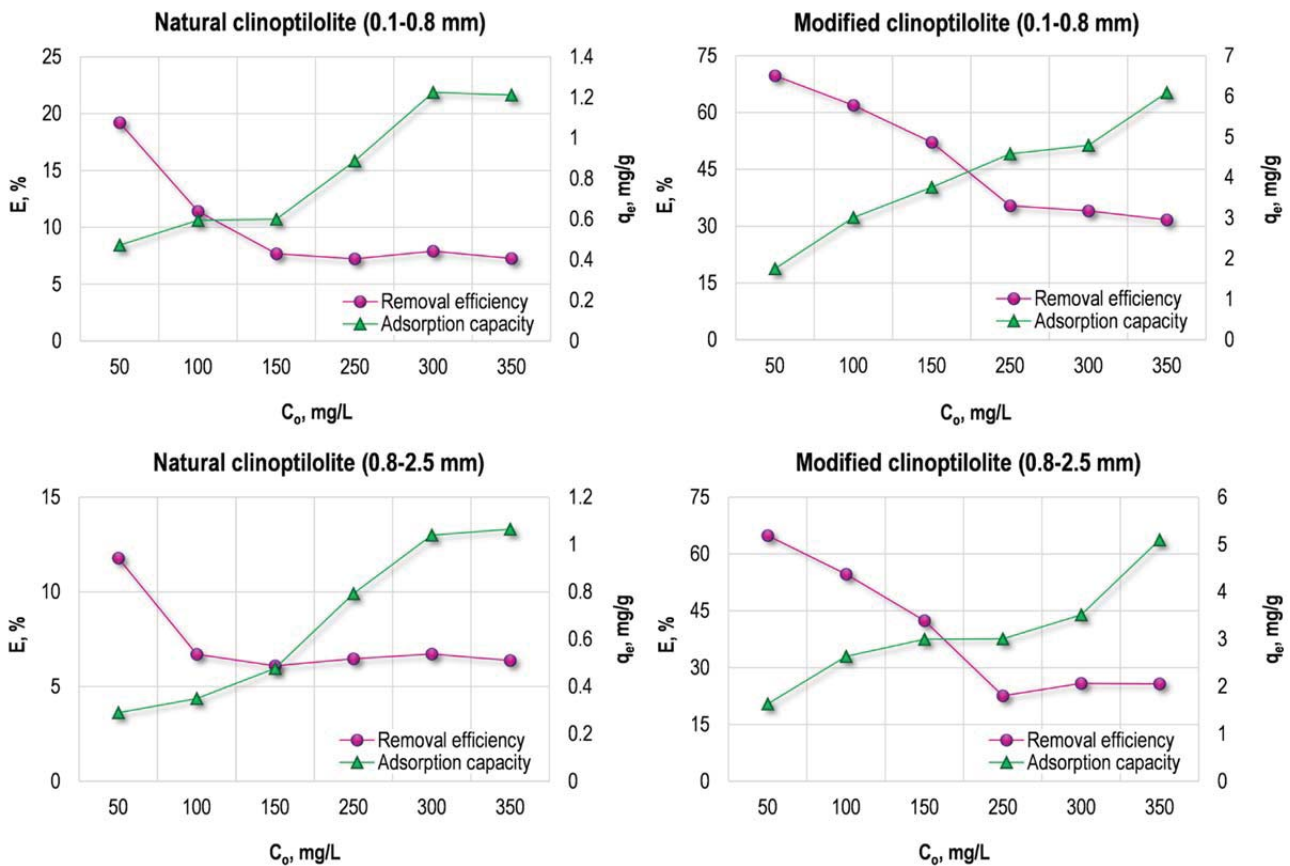 Natural clinoptilolite (0.1-0.8 mm)
25
20
15
10
5
0
E, %
1.4
1.2
1
0.8
0.6
0.4
0.2
0
qₑ, mg/g
Removal efficiency
Adsorption capacity
50 100 150 250 300 350
Cₒ, mg/L
Modified clinoptilolite (0.1-0.8 mm)
75
60
45
30
15
0
E, %
7
6
5
4
3
2
1
0
qₑ, mg/g
Removal efficiency
Adsorption capacity
50 100 150 250 300 350
Cₒ, mg/L
Natural clinoptilolite (0.8-2.5 mm)
15
10
5
0
E, %
1.2
1
0.8
0.6
0.4
0.2
0
qₑ, mg/g
Removal efficiency
Adsorption capacity
50 100 150 250 300 350
Cₒ, mg/L
Modified clinoptilolite (0.8-2.5 mm)
75
60
45
30
15
0
E, %
6
5
4
3
2
1
0
qₑ, mg/g
Removal efficiency
Adsorption capacity
50 100 150 250 300 350
Cₒ, mg/L